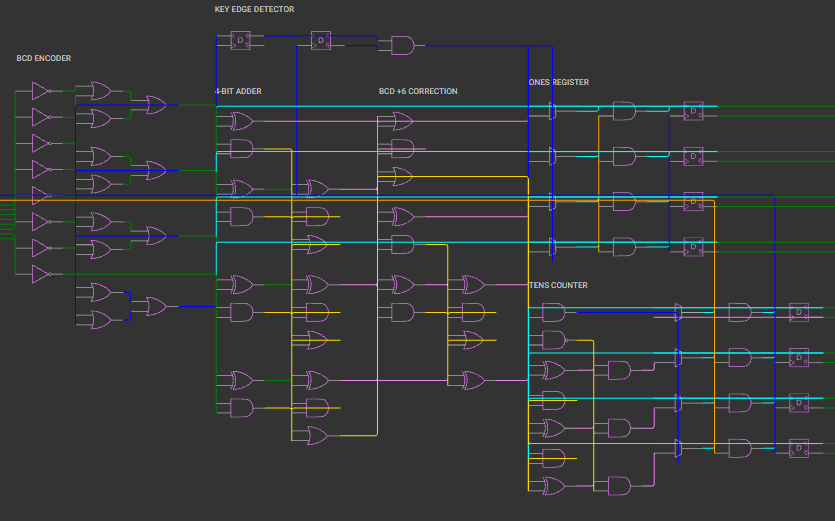 KEY EDGE DETECTOR
BCD ENCODER
4-BIT ADDER
BCD +6 CORRECTION
ONES REGISTER
D
D
D
D
D
D
TENS COUNTER
D
D
D
D